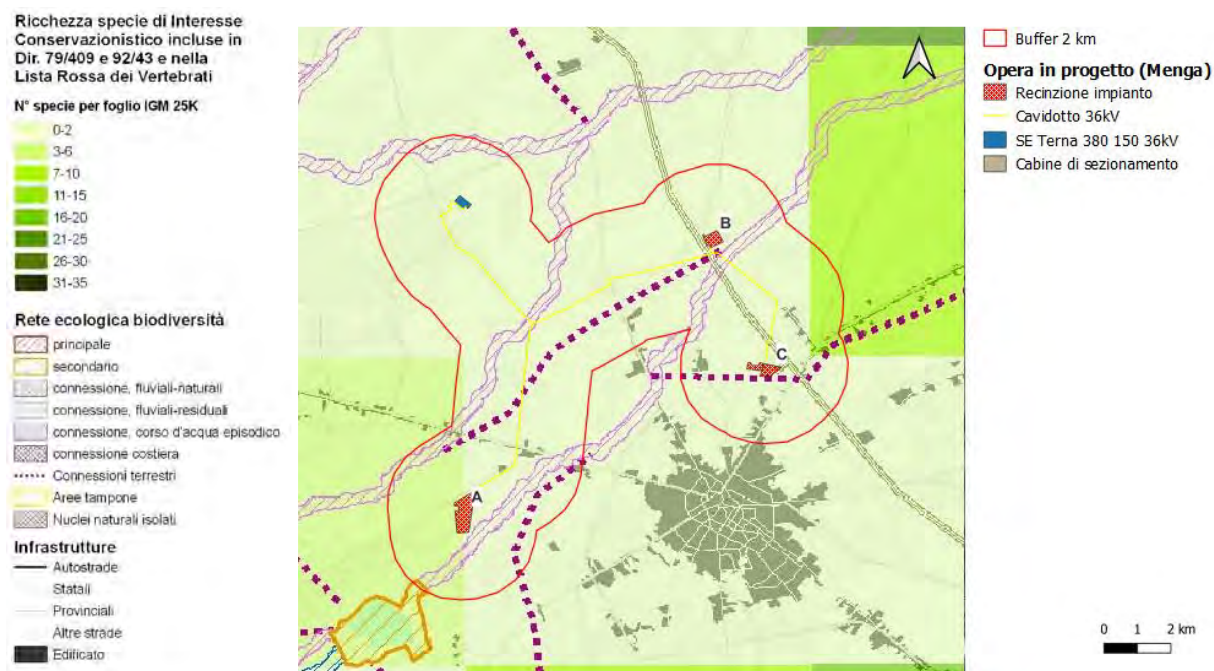 Ricchezza specie di Interesse
Conservazionistico incluse in
Dir. 79/409 e 92/43 e nella
Lista Rossa dei Vertebrati
N° specie per foglio IGM 25K
0-2
3-6
7-10
11-15
16-20
21-25
26-30
31-35
Rete ecologica biodiversità
principale
secondario
connessione, fluviali-naturali
connessione, fluviali-residuali
connessione, corso d'acqua episodico
connessione costiera
Connessioni terrestri
Aree tampone
Nuclei naturali isolati
Infrastrutture
Autostrade
Statali
Provinciali
Altre strade
Edificato
B
C
A
Buffer 2 km
Opera in progetto (Menga)
Recinzione impianto
Cavidotto 36kV
SE Terna 380 150 36kV
Cabine di sezionamento
0 1 2 km